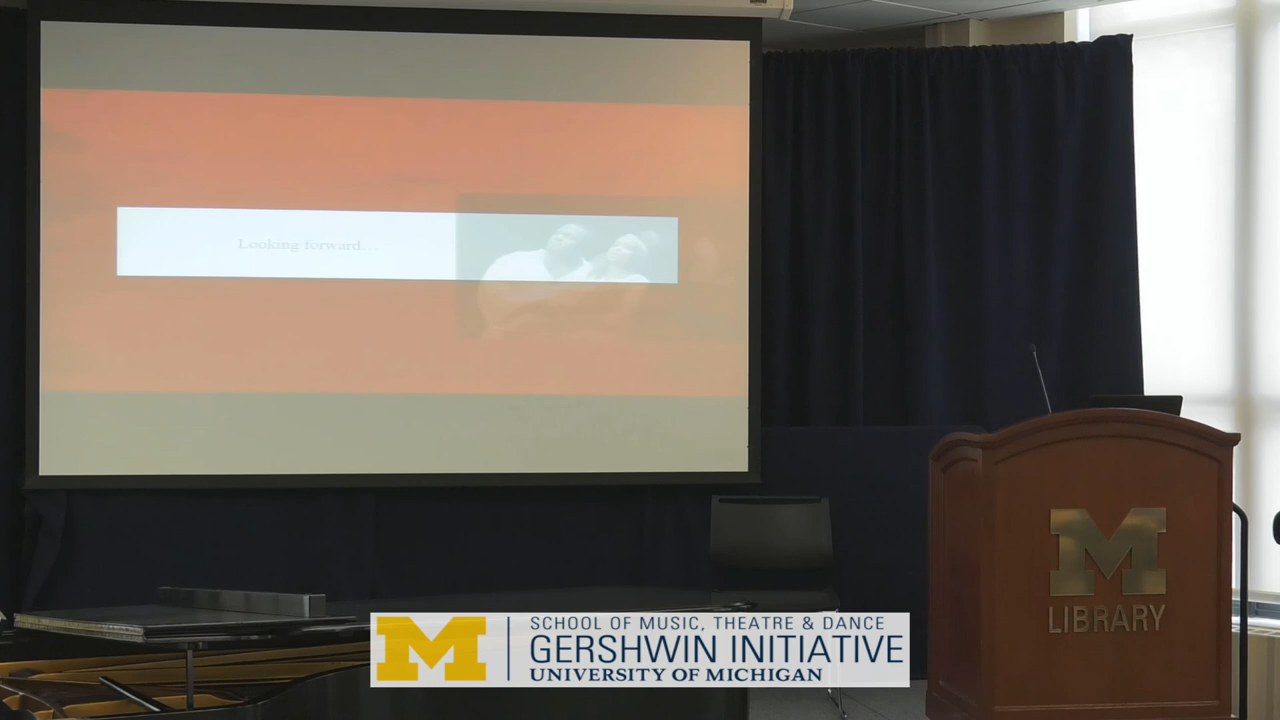 Looking forward...
M
LIBRARY
M
SCHOOL OF MUSIC, THEATRE & DANCE
GERSHWIN INITIATIVE
UNIVERSITY OF MICHIGAN